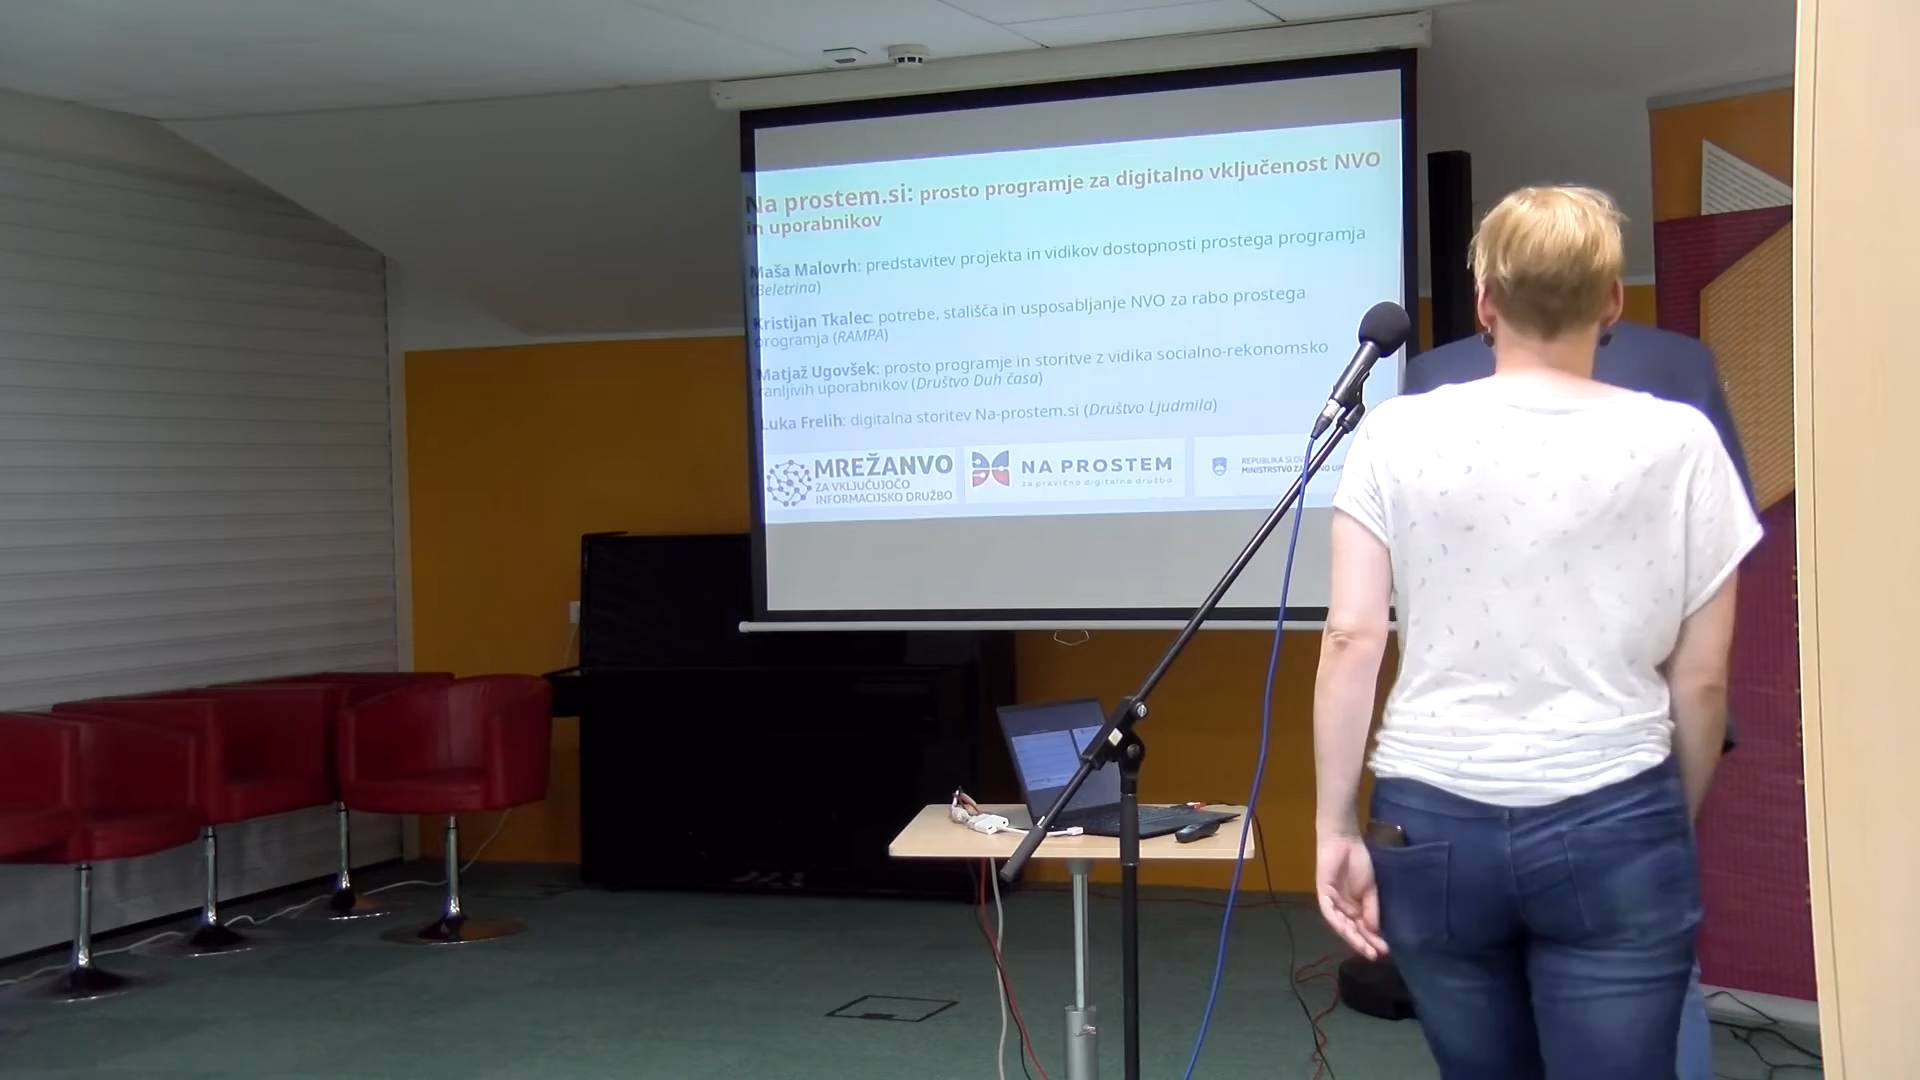 Na prostem.si: prosto programje za digitalno vključenost NVO
in uporabnikov
Maša Malovrh: predstavitev projekta in vidikov dostopnosti prostega programja
(Beletrina)
Kristijan Tkalec: potrebe, stališča in usposabljanje NVO za rabo prostega
programja (RAMPA)
Matjaž Ugovšek: prosto programje in storitve z vidika socialno-rekonomsko
ranljivih uporabnikov (Društvo Duh časa)
Luka Frelih: digitalna storitev Na-prostem.si (Društvo Ljudmila)
MREŽANVO
ZA VKLJUČUJOČO
INFORMACIJSKO DRUŽBO
NA PROSTEM
za pravično digitalno družbo
REPUBLIKA
MINISTRSTVO